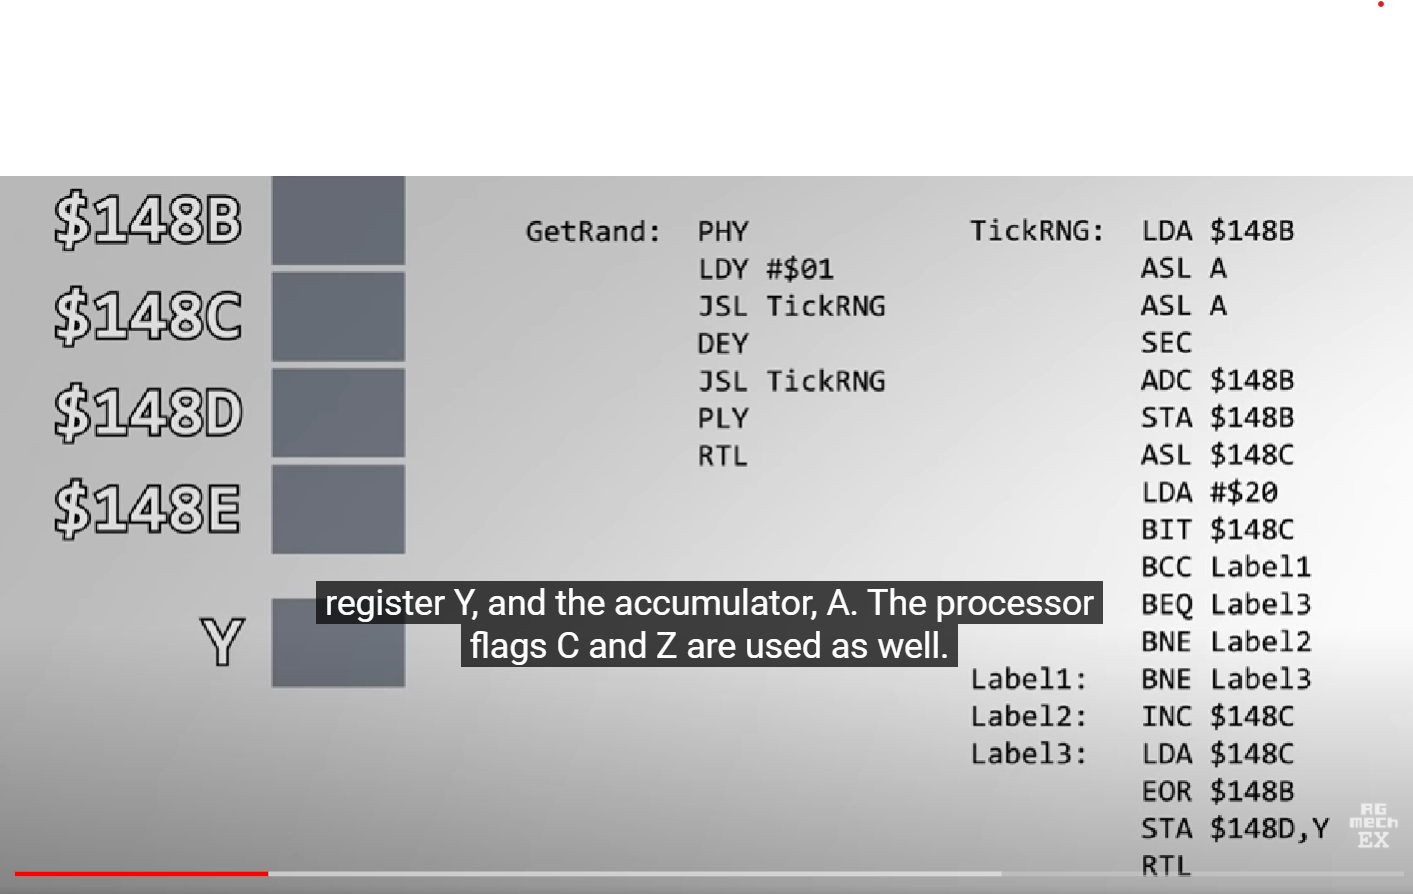 $148B
$148C
$148D
$148E
Y
GetRand: PHY
LDY #$01
JSL TickRNG
DEY
JSL TickRNG
PLY
RTL
TickRNG: LDA $148B
ASL A
ASL A
SEC
ADC $148B
STA $148B
ASL $148C
LDA #$20
BIT $148C
BCC Label1
BEQ Label3
BNE Label2
Label1: BNE Label3
Label2: INC $148C
Label3: LDA $148C
EOR $148B
STA $148D,Y
RTL
register Y, and the accumulator, A. The processor
flags C and Z are used as well.
RG
mech
EX